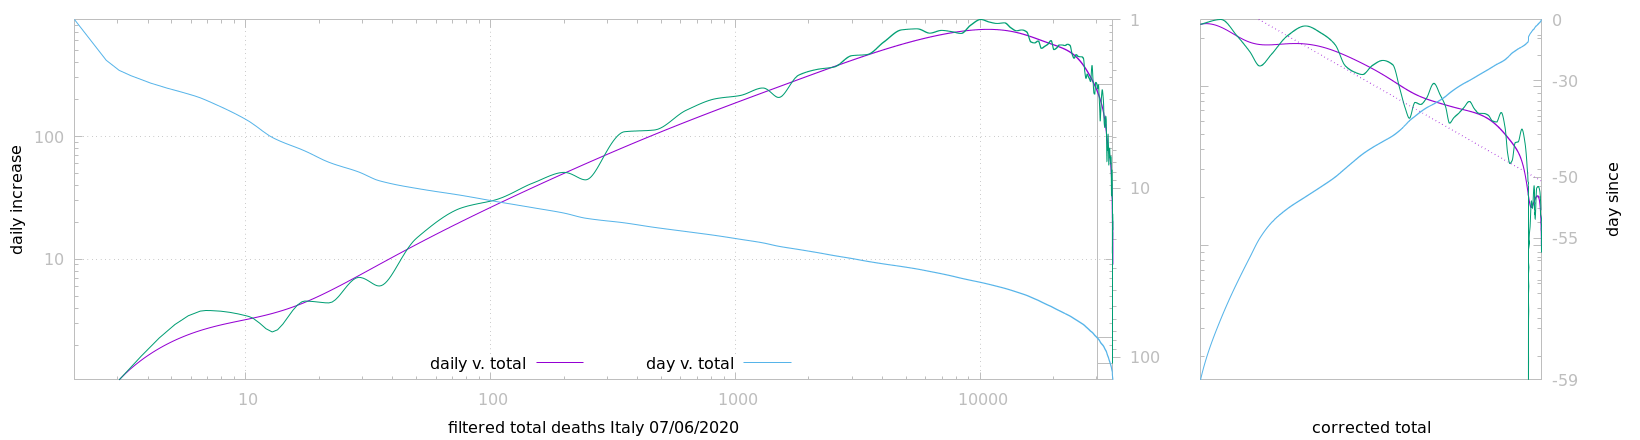 daily increase
100
10
daily v. total
day v. total
10
100
1000
10000
filtered total deaths Italy 07/06/2020
1
10
100
0
-30
-50
-55
-59
day since
corrected total